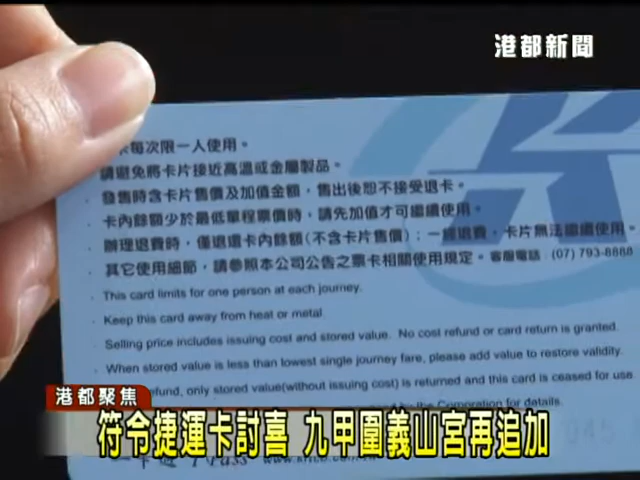 港都新聞
卡每次限一人使用。
請避免將卡片接近高溫或金屬製品。
發售時含卡片售價及加值金額，售出後恕不接受退卡。
卡內餘額少於最低單程票價時，請先加值才可繼續使用。
辦理退費時，僅退還卡內餘額(不含卡片售價)；一經退費，卡片無法繼續使用。
其它使用細節，請參照本公司公告之票卡相關使用規定。客服電話：(07) 793-8888
This card limits for one person at each journey.
Keep this card away from heat or metal.
Selling price includes issuing cost and stored value. No cost refund or card return is granted.
When stored value is less than lowest single journey fare, please add value to restore validity.
efund, only stored value(without issuing cost) is returned and this card is ceased for use.
by the Corporation for details.
港都聚焦
符令捷運卡討喜 九甲圍義山宮再追加